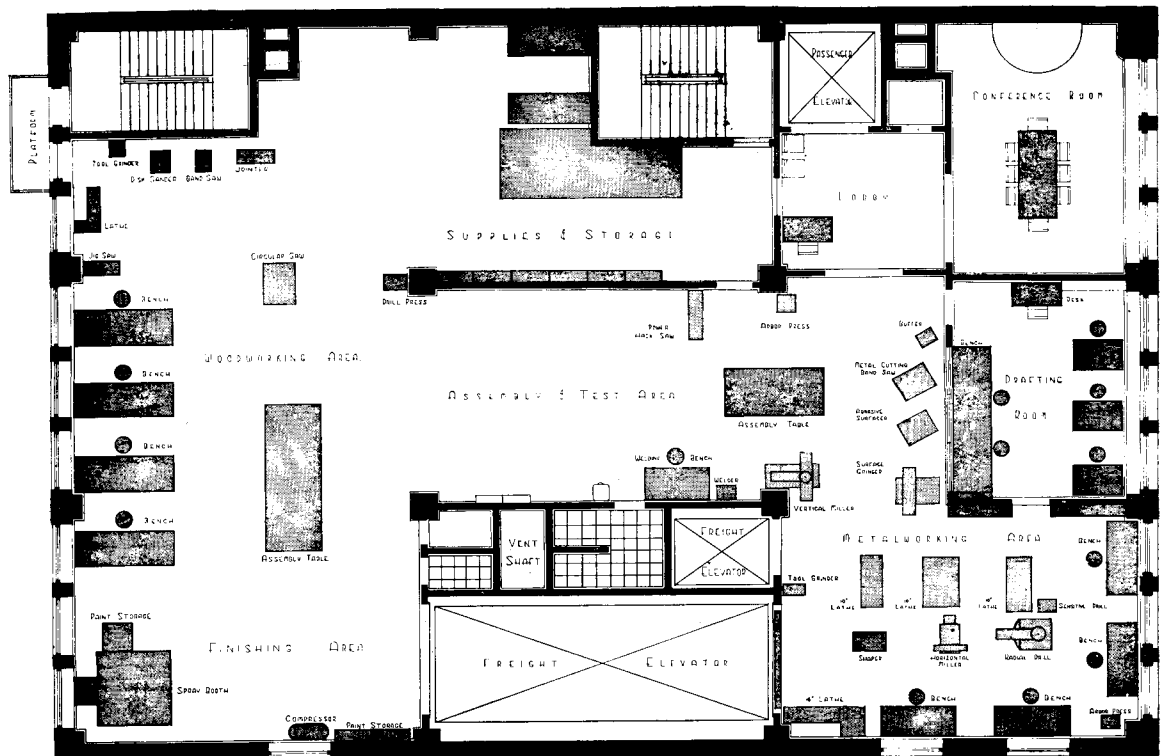 PASSENGER
ELEVATOR
CONFERENCE ROOM
PLATFORM
TOOL GRINDER
DISK SANDER
BAND SAW
JOINTER
LATHE
LOBBY
SUPPLIES & STORAGE
JIG SAW
CIRCULAR SAW
DRILL PRESS
BENCH
POWER
HACK SAW
ARBOR PRESS
DESK
BUFFER
BENCH
WOODWORKING AREA
METAL CUTTING
BAND SAW
DRAFTING
ROOM
BENCH
ASSEMBLY & TEST AREA
ABRASIVE
SURFACER
ASSEMBLY TABLE
BENCH
WELDING BENCH
WELDER
SURFACE
GRINDER
VERTICAL MILLER
BENCH
ASSEMBLY TABLE
VENT
SHAFT
FREIGHT
ELEVATOR
METALWORKING AREA
BENCH
TOOL GRINDER
LATHE
LATHE
LATHE
SENSITIVE DRILL
PAINT STORAGE
FINISHING AREA
FREIGHT ELEVATOR
SHAPER
HORIZONTAL
MILLER
RADIAL DRILL
BENCH
SPRAY BOOTH
COMPRESSOR
PAINT STORAGE
LATHE
BENCH
BENCH
ARBOR PRESS